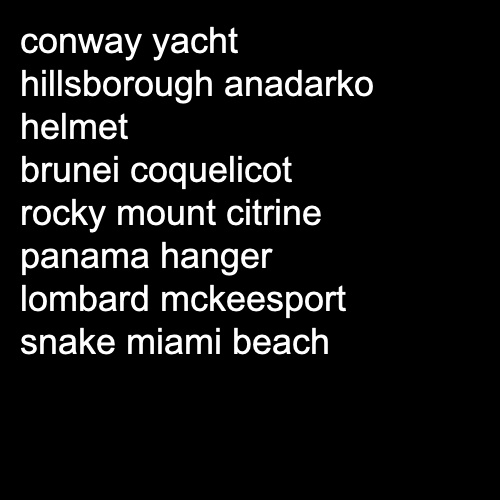 conway yacht
hillsborough anadarko
helmet
brunei coquelicot
rocky mount citrine
panama hanger
lombard mckeesport
snake miami beach